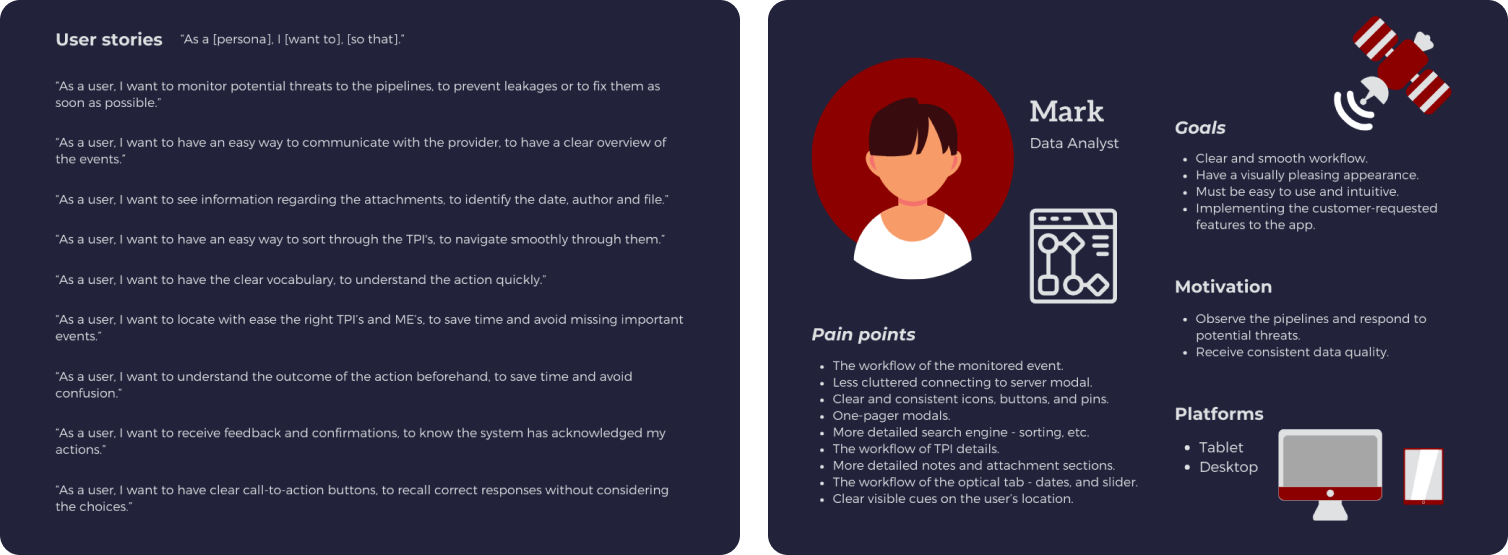 User stories
“As a [persona], I [want to], [so that].”
“As a user, I want to monitor potential threats to the pipelines, to prevent leakages or to fix them as
soon as possible.”
“As a user, I want to have an easy way to communicate with the provider, to have a clear overview of
the events.”
“As a user, I want to see information regarding the attachments, to identify the date, author and file.”
“As a user, I want to have an easy way to sort through the TPI's, to navigate smoothly through them.”
“As a user, I want to have the clear vocabulary, to understand the action quickly.”
“As a user, I want to locate with ease the right TPI’s and ME’s, to save time and avoid missing important
events.”
“As a user, I want to understand the outcome of the action beforehand, to save time and avoid
confusion.”
“As a user, I want to receive feedback and confirmations, to know the system has acknowledged my
actions.”
“As a user, I want to have clear call-to-action buttons, to recall correct responses without considering
the choices.”
Mark
Data Analyst
Pain points
• The workflow of the monitored event.
• Less cluttered connecting to server modal.
• Clear and consistent icons, buttons, and pins.
• One-pager modals.
• More detailed search engine - sorting, etc.
• The workflow of TPI details.
• More detailed notes and attachment sections.
• The workflow of the optical tab - dates, and slider.
• Clear visible cues on the user’s location.
Goals
• Clear and smooth workflow.
• Have a visually pleasing appearance.
• Must be easy to use and intuitive.
• Implementing the customer-requested
features to the app.
Motivation
• Observe the pipelines and respond to
potential threats.
• Receive consistent data quality.
Platforms
• Tablet
• Desktop